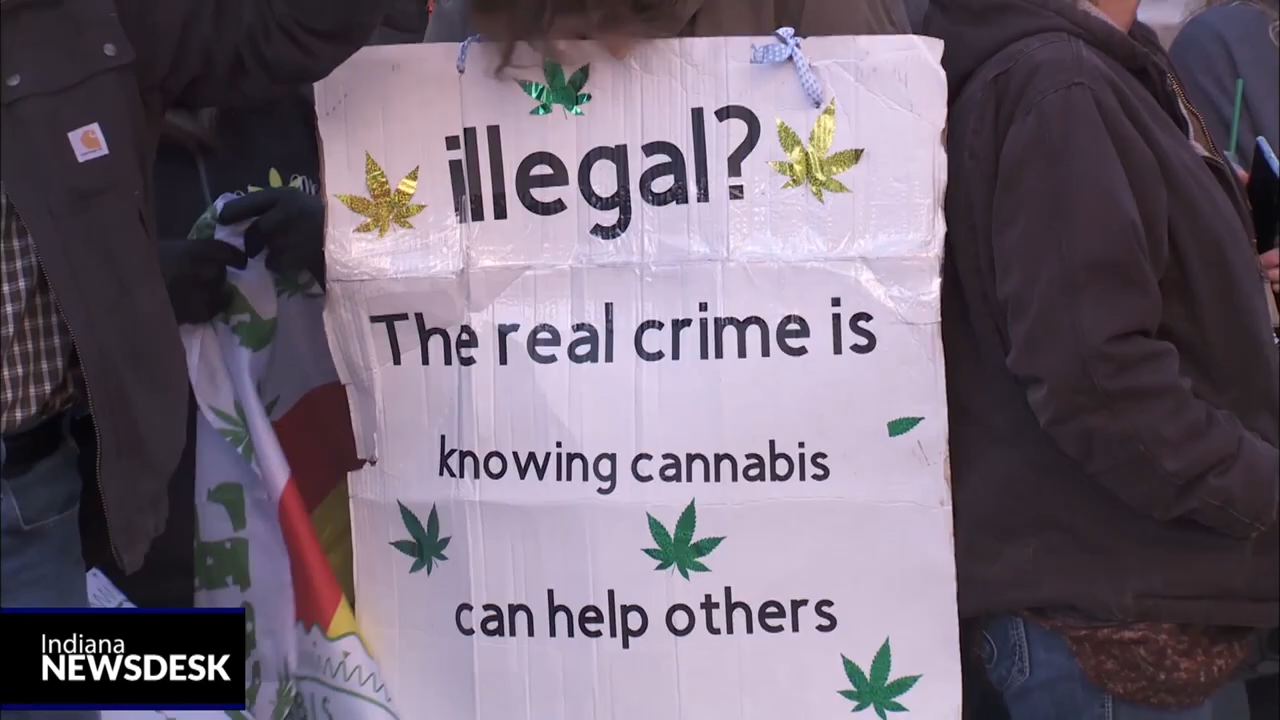 illegal?
The real crime is
knowing cannabis
can help others
Indiana
NEWSDESK